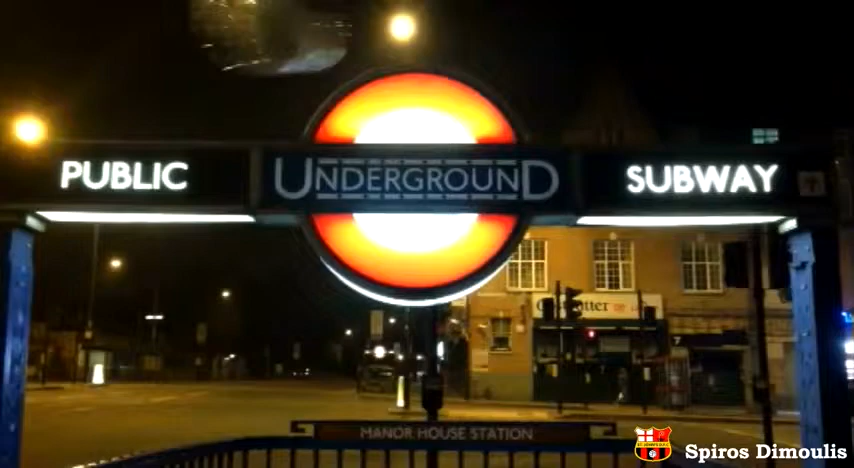 PUBLIC
UNDERGROUND
SUBWAY
7
MANOR HOUSE STATION
Spiros Dimoulis